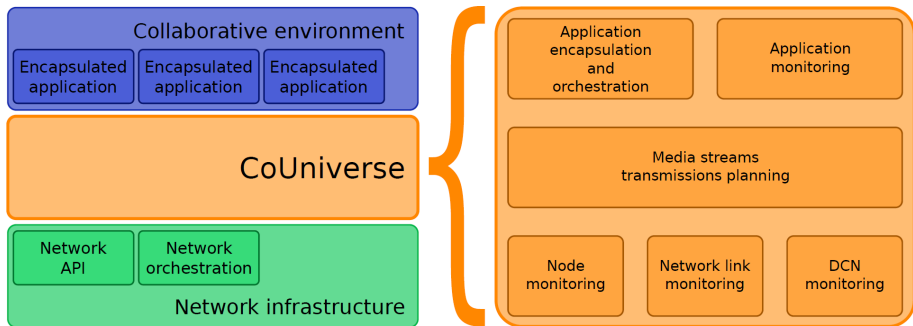 Collaborative environment
Encapsulated
application
Encapsulated
application
Encapsulated
application
CoUniverse
Network
API
Network
orchestration
Network infrastructure
Application
encapsulation
and
orchestration
Application
monitoring
Media streams
transmissions planning
Node
monitoring
Network link
monitoring
DCN
monitoring